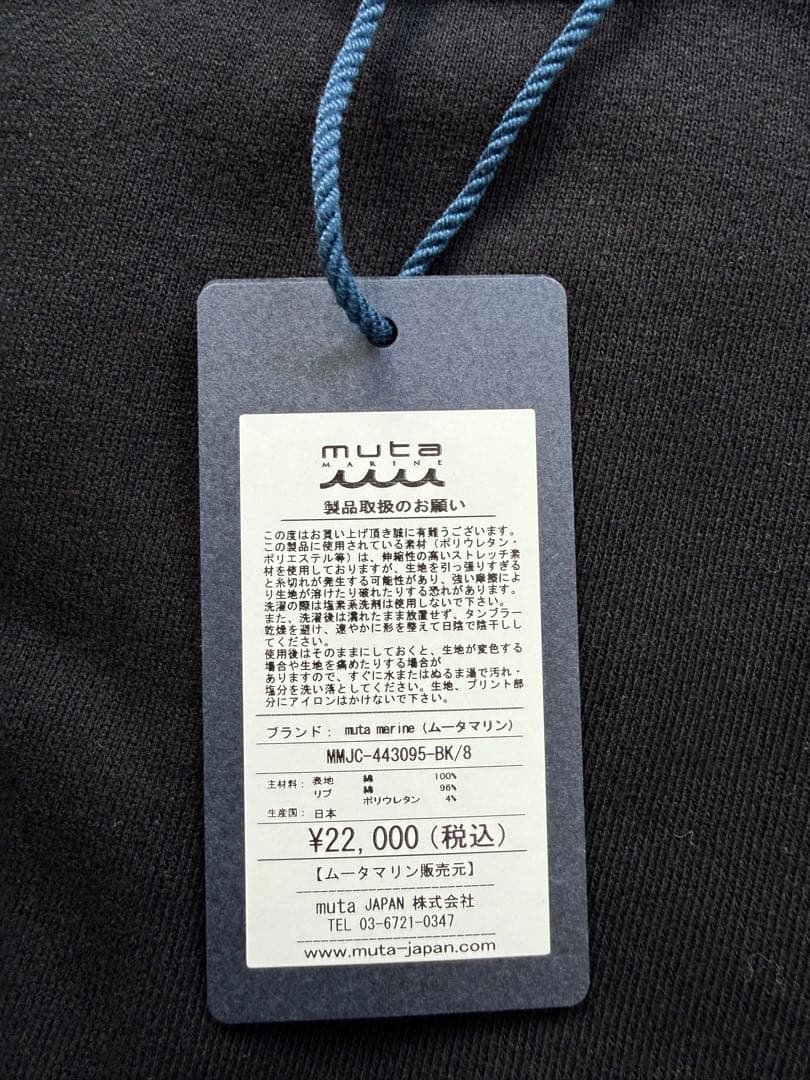 muta
MARINE
製品取扱のお願い
この度はお買い上げ頂き誠に有難うございます。
この製品に使用されている素材（ポリウレタン・
ポリエステル等）は、伸縮性の高いストレッチ素
材を使用しておりますが、生地を引っ張りすぎる
と糸切れが発生する可能性があり、強い摩擦によ
り生地が溶けたり破れたりする恐れがあります。
洗濯の際は塩素系洗剤は使用しないで下さい。
また、洗濯後は濡れたまま放置せず、タンブラー
乾燥を避け、速やかに形を整えて日陰で陰干しし
てください。
使用後はそのままにしておくと、生地が変色する
場合や生地を痛めたりする場合が
ありますので、すぐに水またはぬるま湯で汚れ・
塩分を洗い落としてください。生地、プリント部
分にアイロンはかけないで下さい。
ブランド： muta marine（ムータマリン）
MMJC-443095-BK/8
主材料： 表地 綿 100%
リブ 綿 96%
ポリウレタン 4%
生産国： 日本
¥22,000（税込）
【ムータマリン販売元】
muta JAPAN 株式会社
TEL 03-6721-0347
www.muta-japan.com